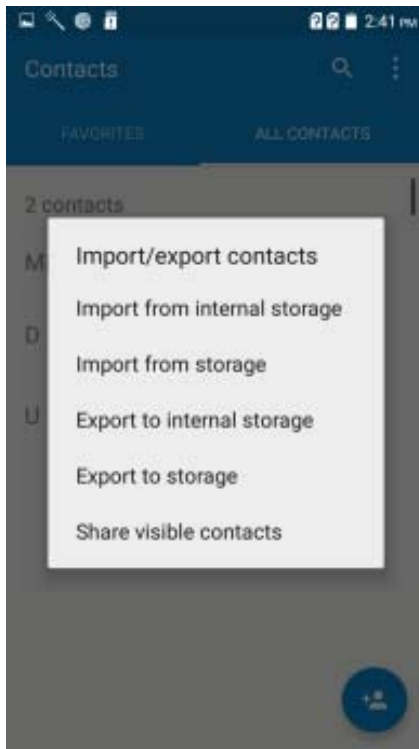 2:41 PM
Contacts
FAVORITES
ALL CONTACTS
2 contacts
M
Import/export contacts
Import from internal storage
D
Import from storage
U
Export to internal storage
Export to storage
Share visible contacts